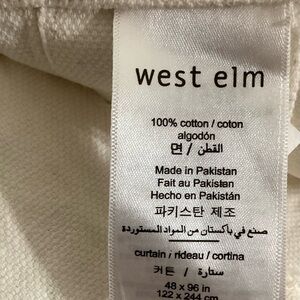 west elm
100% cotton / coton
algodón
면 / القطن
Made in Pakistan
Fait au Pakistan
Hecho en Pakistán
파키스탄 제조
صنع في باكستان من المواد المستوردة
curtain / rideau / cortina
커튼 / ستارة
48 x 96 in
122 x 244 cm